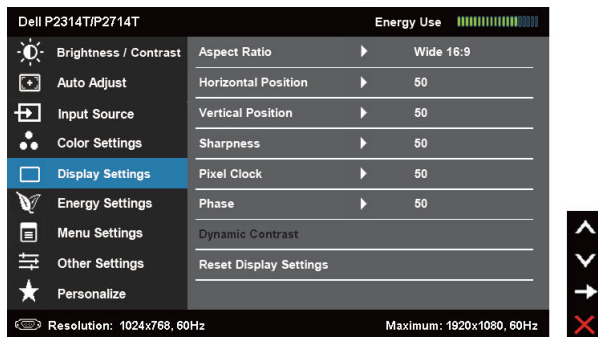 Dell P2314T/P2714T Energy Use
Brightness / Contrast Aspect Ratio Wide 16:9
Auto Adjust Horizontal Position 50
Input Source Vertical Position 50
Color Settings Sharpness 50
Display Settings Pixel Clock 50
Energy Settings Phase 50
Menu Settings Dynamic Contrast
Other Settings Reset Display Settings
Personalize
Resolution: 1024x768, 60Hz Maximum: 1920x1080, 60Hz